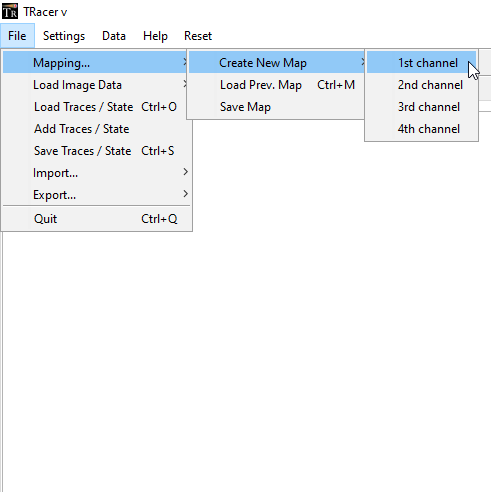 TR TRacer v
File Settings Data Help Reset
Mapping... Create New Map 1st channel
Load Image Data Load Prev. Map Ctrl+M 2nd channel
Load Traces / State Ctrl+O Save Map 3rd channel
Add Traces / State 4th channel
Save Traces / State Ctrl+S
Import...
Export...
Quit Ctrl+Q